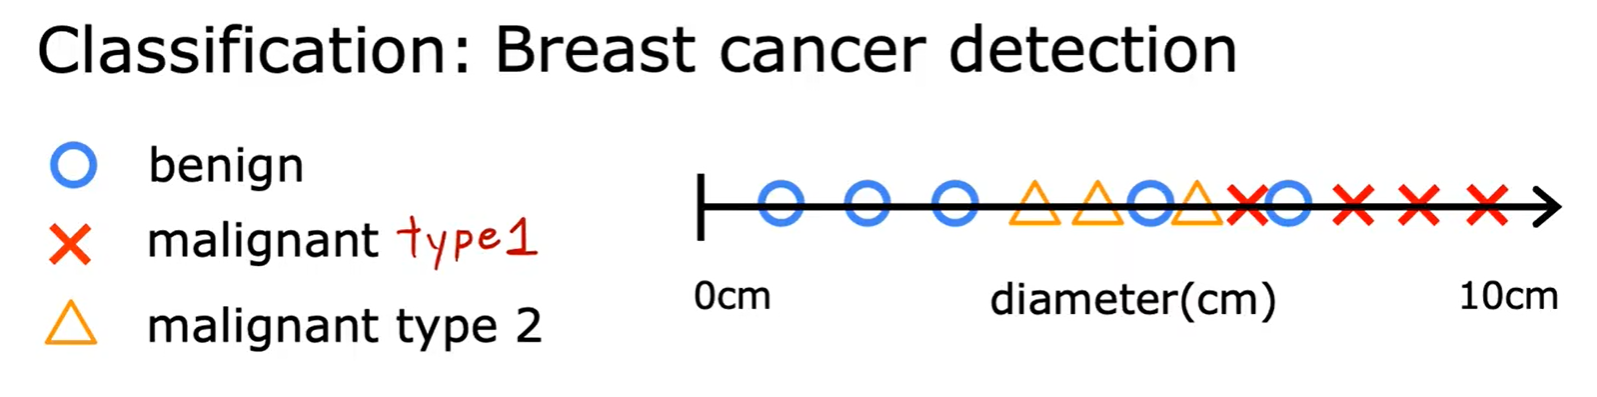 Classification: Breast cancer detection
benign
malignant type1
malignant type 2
0cm
diameter(cm)
10cm